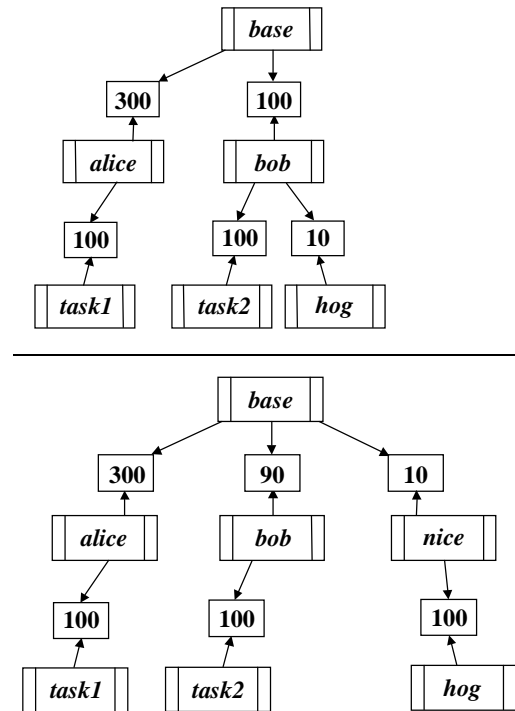 base
300 100
alice bob
100 100 10
task1 task2 hog
base
300 90 10
alice bob nice
100 100 100
task1 task2 hog